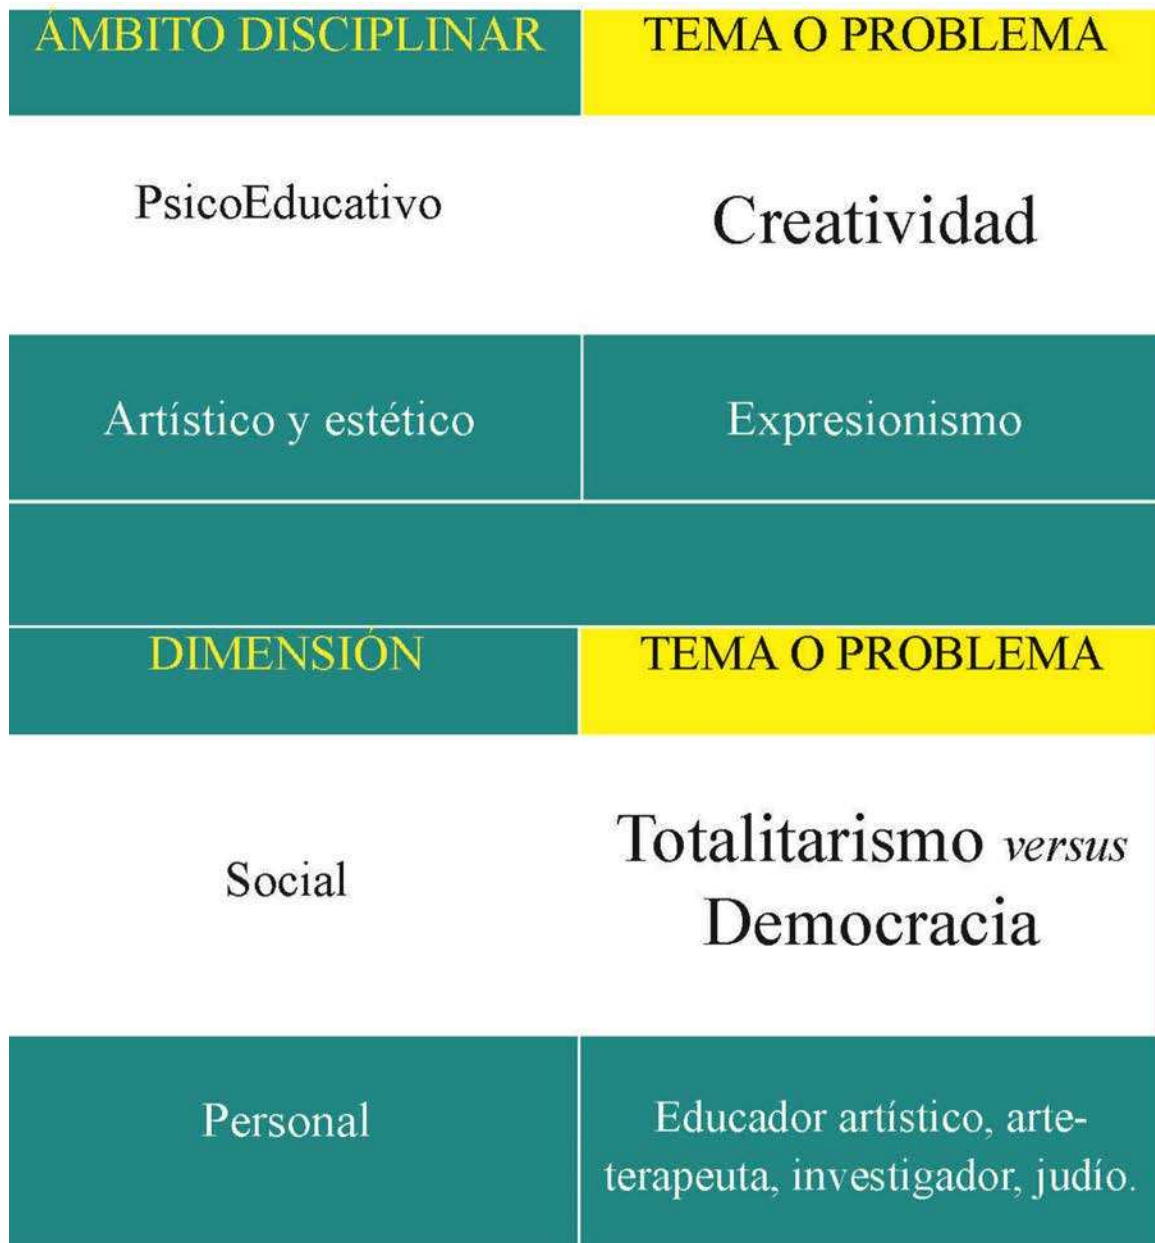 ÁMBITO DISCIPLINAR
TEMA O PROBLEMA
PsicoEducativo
Creatividad
Artístico y estético
Expresionismo
DIMENSIÓN
TEMA O PROBLEMA
Social
Totalitarismo versus
Democracia
Personal
Educador artístico, arte-
terapeuta, investigador, judío.